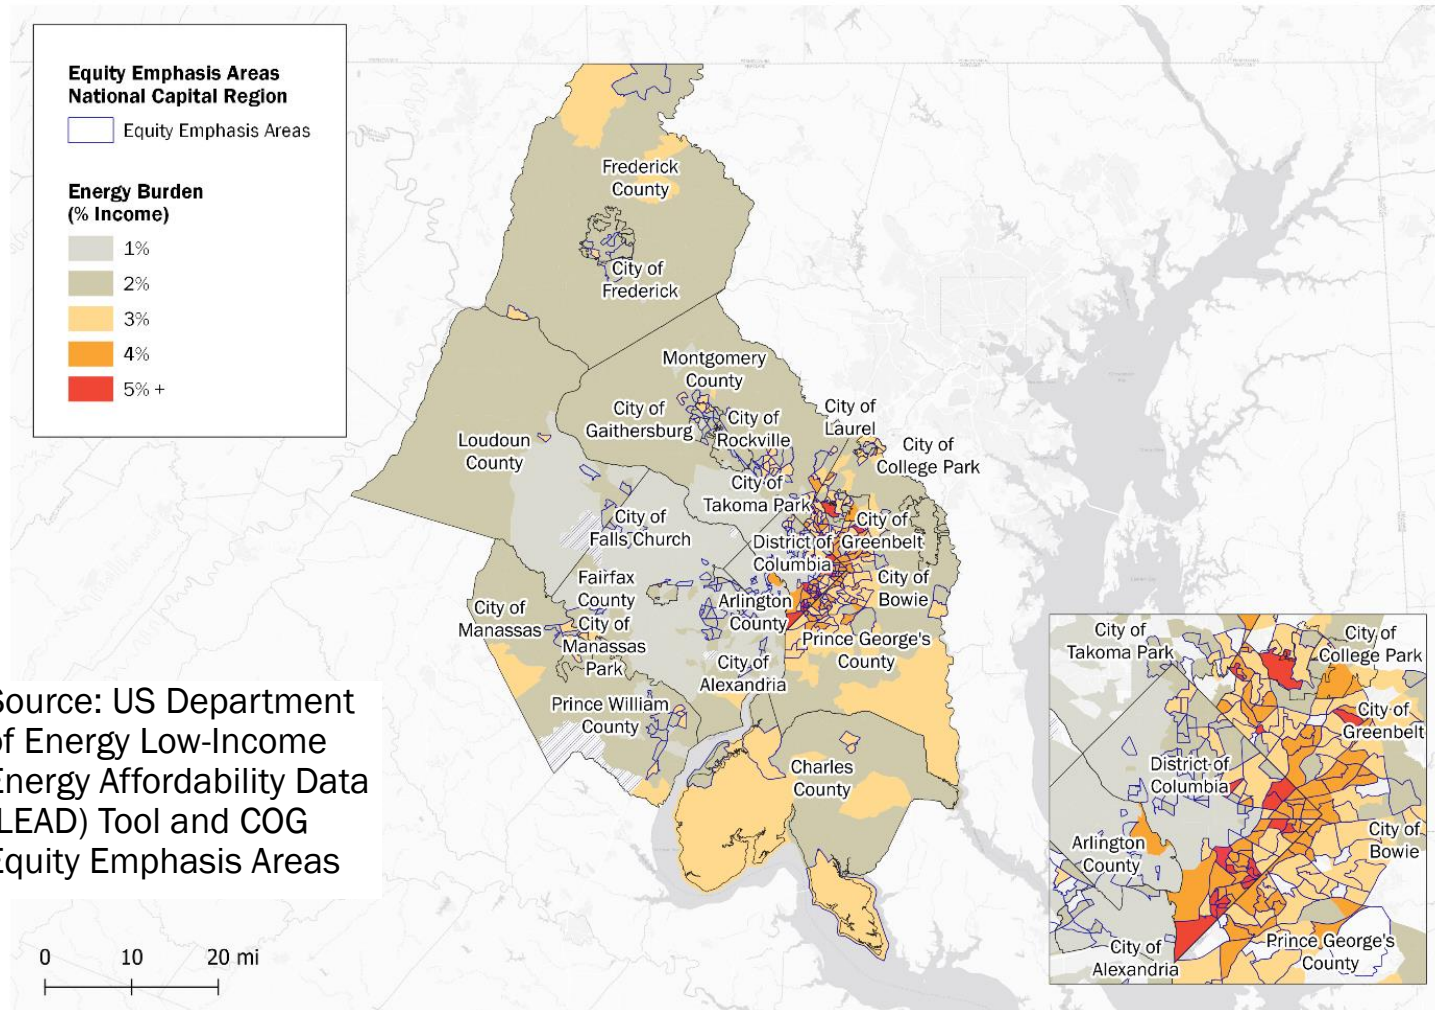 Equity Emphasis Areas
National Capital Region
Equity Emphasis Areas
Energy Burden
(% Income)
1%
2%
3%
4%
5% +
Frederick
County
City of
Frederick
Montgomery
County
City of
Gaithersburg
City of
Rockville
City of
Laurel
City of
College Park
Loudoun
County
City of
Takoma Park
City of
Falls Church
City of
Greenbelt
District of
Columbia
Fairfax
County
City of
Bowie
Arlington
County
City of
Manassas
City of
Manassas
Park
Prince George's
County
City of
Alexandria
Prince William
County
Charles
County
Source: US Department
of Energy Low-Income
Energy Affordability Data
(LEAD) Tool and COG
Equity Emphasis Areas
0 10 20 mi
City of
Takoma Park
City of
College Park
City of
Greenbelt
District of
Columbia
Arlington
County
City of
Bowie
City of
Alexandria
Prince George's
County